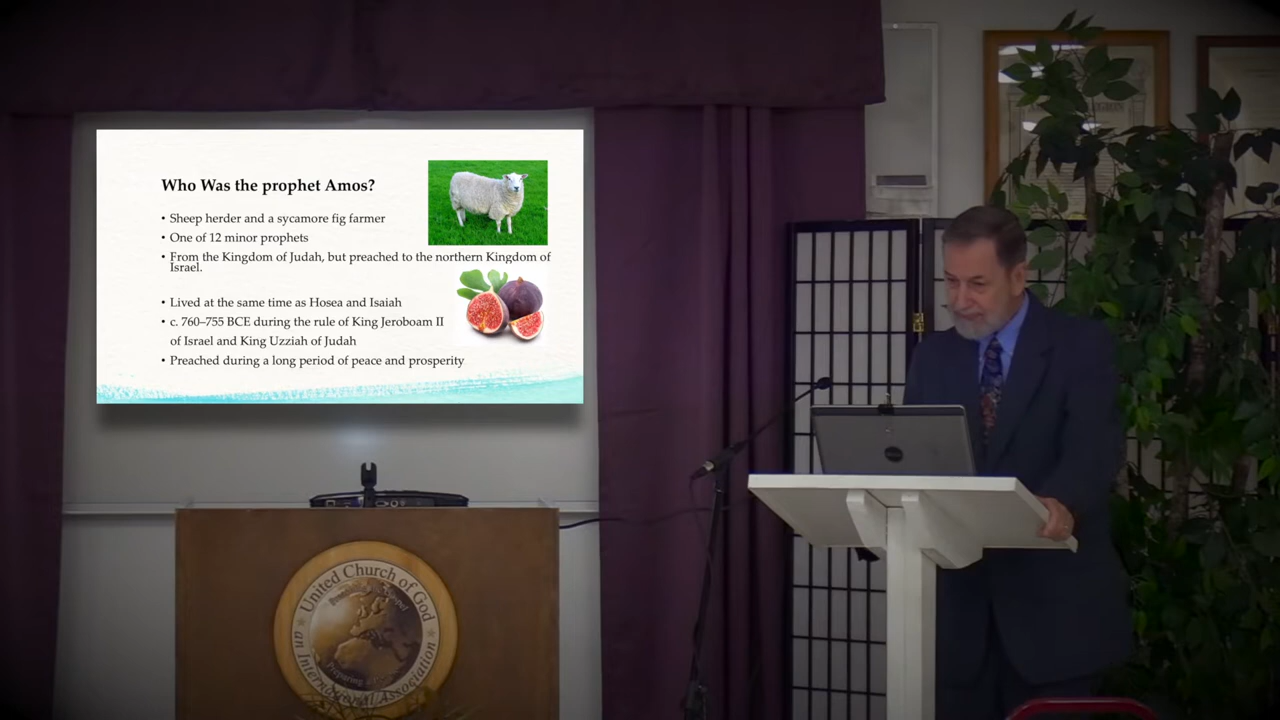 Who Was the prophet Amos?
• Sheep herder and a sycamore fig farmer
• One of 12 minor prophets
• From the Kingdom of Judah, but preached to the northern Kingdom of
Israel.
• Lived at the same time as Hosea and Isaiah
• c. 760–755 BCE during the rule of King Jeroboam II
of Israel and King Uzziah of Judah
• Preached during a long period of peace and prosperity
United Church of God
an International Association